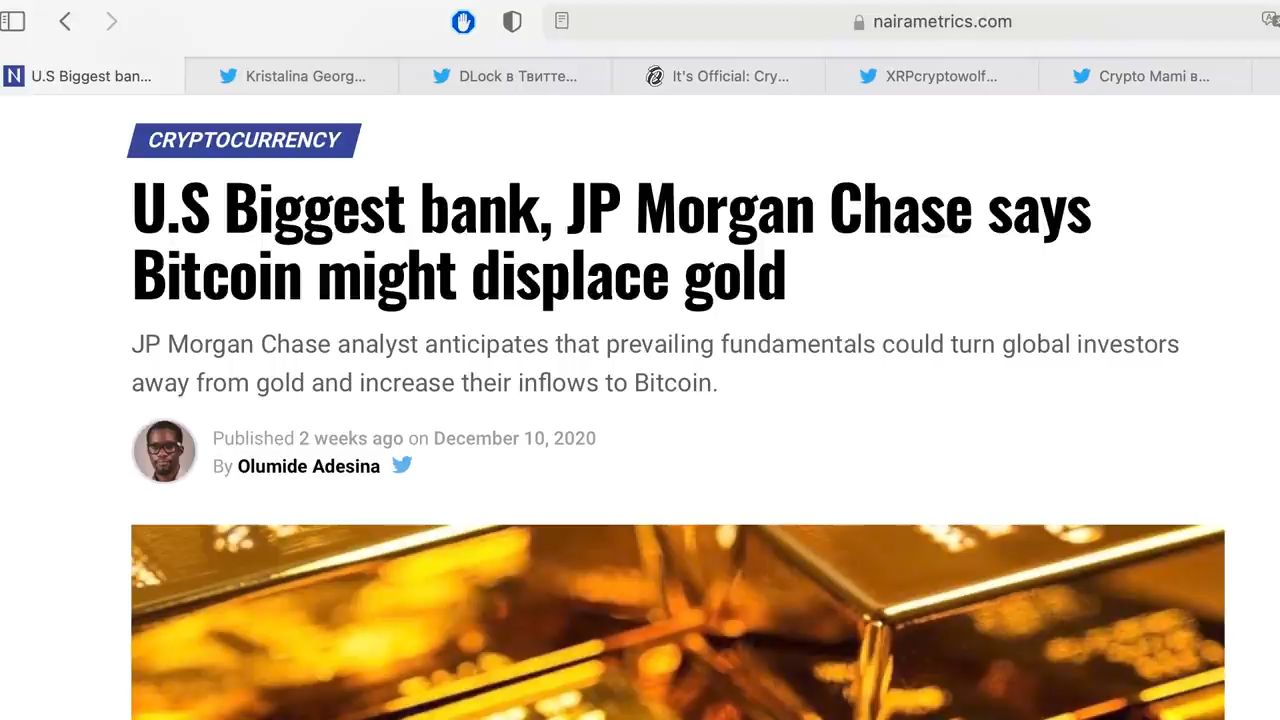 nairametrics.com
N U.S Biggest ban...
Kristalina Georg...
DLock в Твитте...
It's Official: Cry...
XRPcryptowolf...
Crypto Mami в...
CRYPTOCURRENCY
U.S Biggest bank, JP Morgan Chase says
Bitcoin might displace gold
JP Morgan Chase analyst anticipates that prevailing fundamentals could turn global investors
away from gold and increase their inflows to Bitcoin.
Published 2 weeks ago on December 10, 2020
By Olumide Adesina